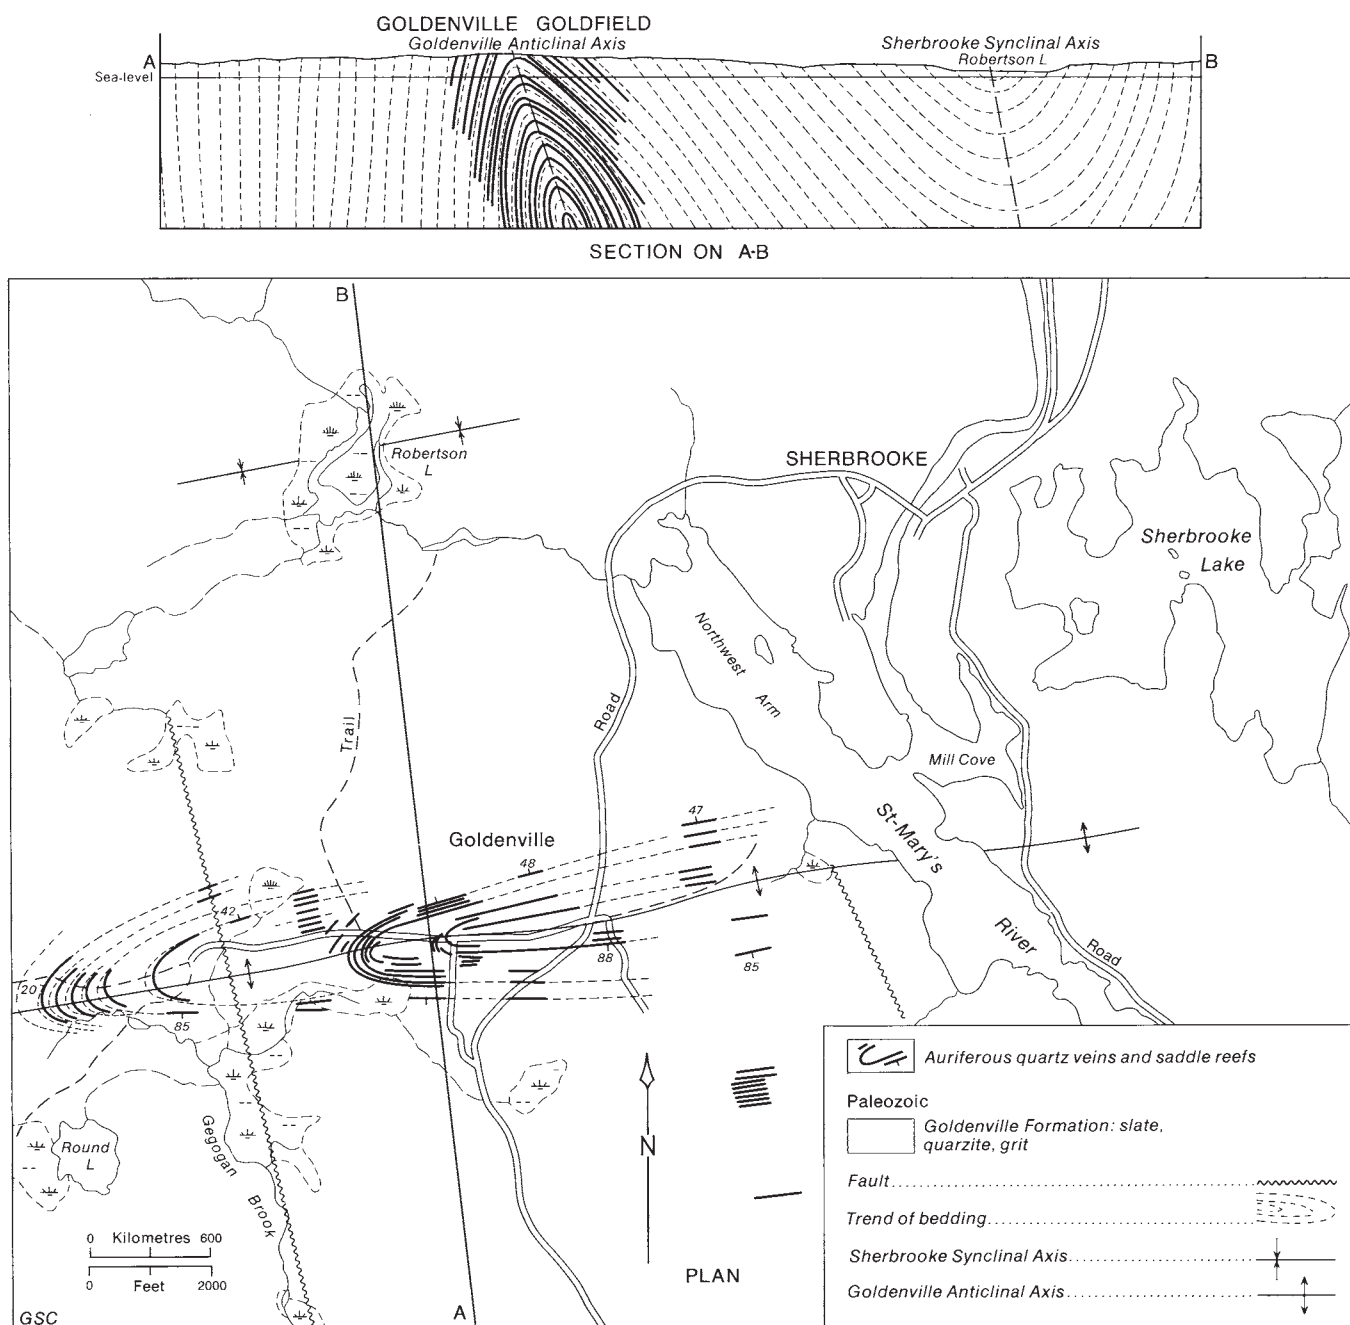 GOLDENVILLE GOLDFIELD
Goldenville Anticlinal Axis
Sherbrooke Synclinal Axis
Robertson L
A
B
Sea-level
SECTION ON A-B
B
Robertson
L
SHERBROOKE
Sherbrooke
Lake
Northwest Arm
Road
Trail
Mill Cove
St-Mary's River
Road
Goldenville
47
48
42
20
85
88
85
Round
L
Gegogan Brook
N
PLAN
A
0 Kilometres 600
0 Feet 2000
GSC
Auriferous quartz veins and saddle reefs
Paleozoic
Goldenville Formation: slate,
quartzite, grit
Fault
Trend of bedding
Sherbrooke Synclinal Axis
Goldenville Anticlinal Axis